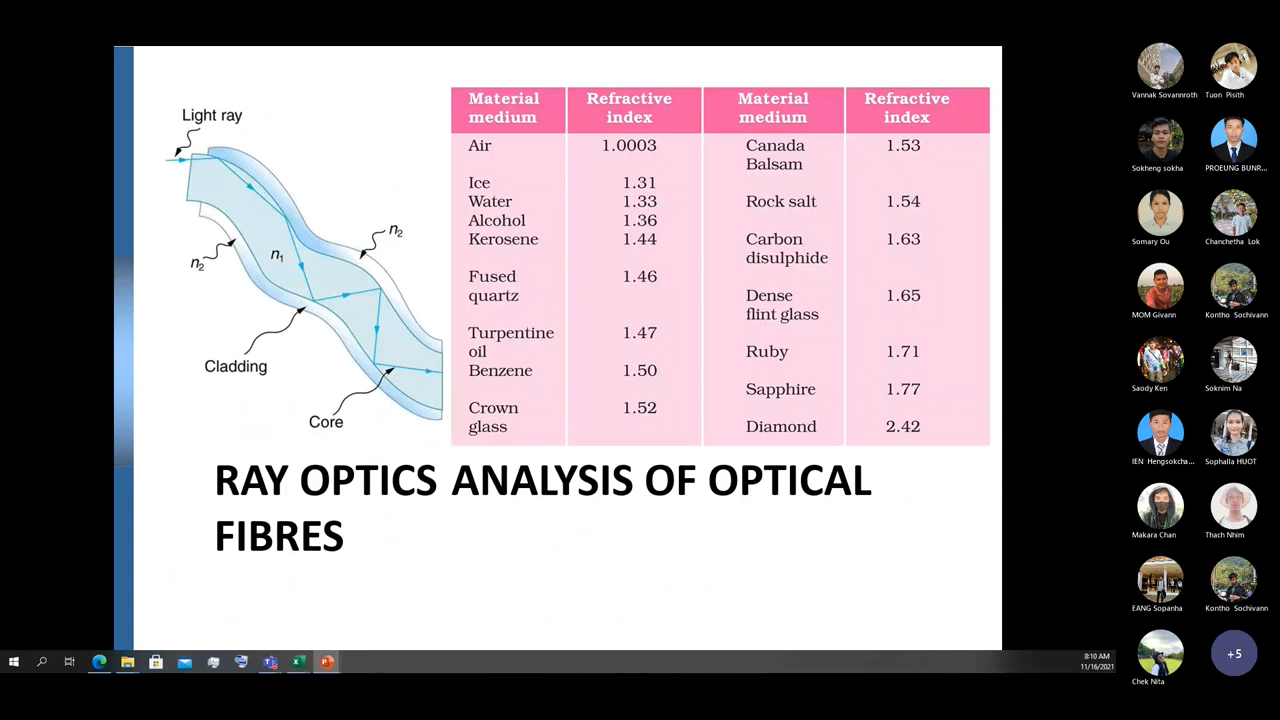 Light ray
n2
n1
n2
Cladding
Core
Material medium
Refractive index
Material medium
Refractive index
Air 1.0003
Canada Balsam 1.53
Ice 1.31
Water 1.33
Rock salt 1.54
Alcohol 1.36
Kerosene 1.44
Carbon disulphide 1.63
Fused quartz 1.46
Dense flint glass 1.65
Turpentine oil 1.47
Ruby 1.71
Benzene 1.50
Sapphire 1.77
Crown glass 1.52
Diamond 2.42
RAY OPTICS ANALYSIS OF OPTICAL
FIBRES
8:10 AM
11/16/2021
Vannak Sovannroth
Tuon Pisith
Sokheng sokha
PROEUNG BUNR...
Somary Ou
Chanchetha Lok
MOM Givann
Kontho Sochivann
Saody Ken
Soknim Na
IEN Hengsokcha...
Sophalla HUOT
Makara Chan
Thach Nhim
EANG Sopanha
Kontho Sochivann
Chek Nita
+5